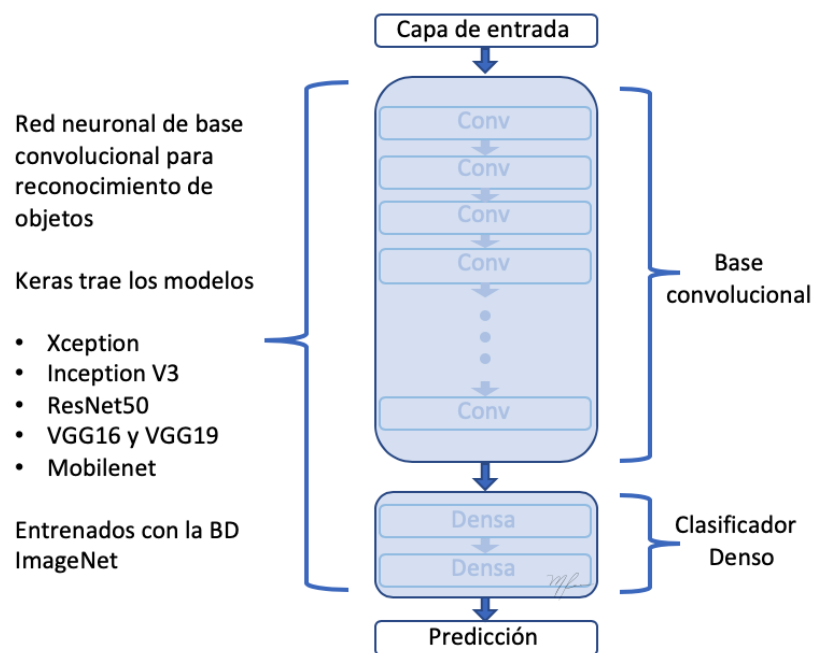 Capa de entrada
Red neuronal de base
convolucional para
reconocimiento de
objetos
Keras trae los modelos
• Xception
• Inception V3
• ResNet50
• VGG16 y VGG19
• Mobilenet
Entrenados con la BD
ImageNet
Conv
Conv
Conv
Conv
Conv
Base
convolucional
Densa
Densa
Clasificador
Denso
Predicción